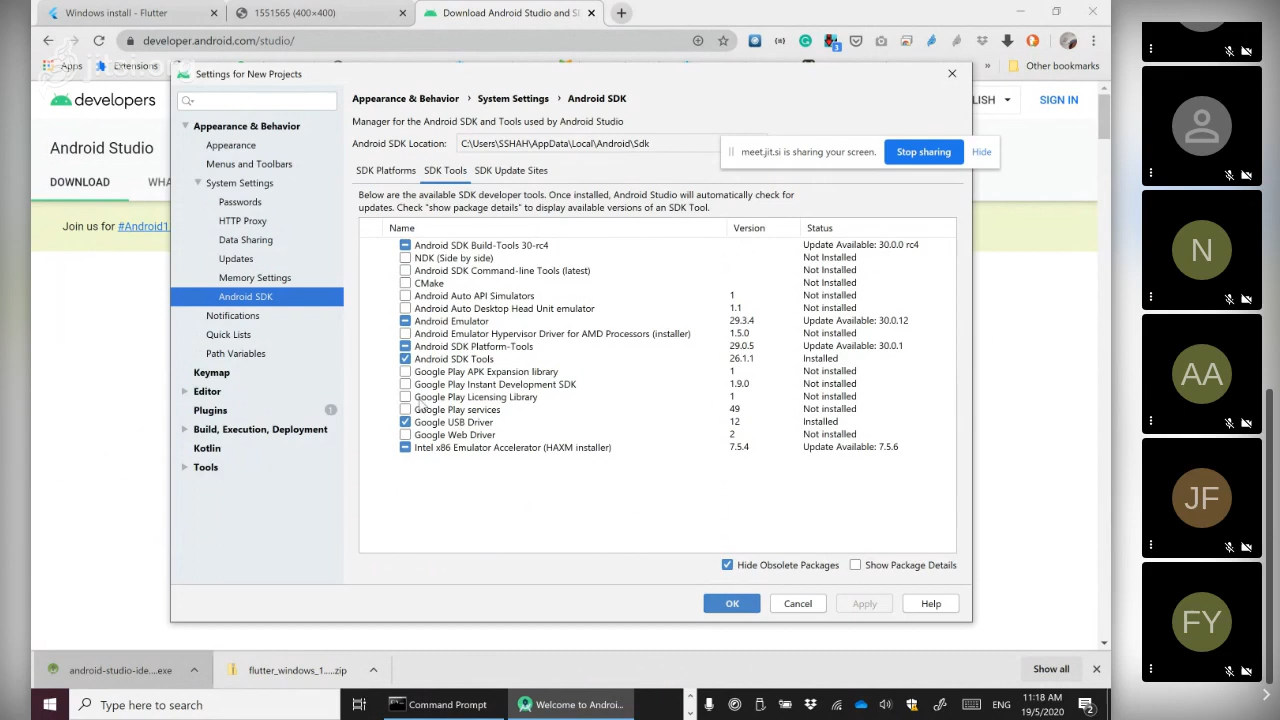 Windows install - Flutter
1551565 (400×400)
Download Android Studio and S
developer.android.com/studio/
3
Apps
Extensions
»
Other bookmarks
developers
LISH
SIGN IN
Android Studio
DOWNLOAD
WHA
Join us for #Android1
Settings for New Projects
Appearance & Behavior
Appearance
Menus and Toolbars
System Settings
Passwords
HTTP Proxy
Data Sharing
Updates
Memory Settings
Android SDK
Notifications
Quick Lists
Path Variables
Keymap
Editor
Plugins
Build, Execution, Deployment
Kotlin
Tools
Appearance & Behavior › System Settings › Android SDK
Manager for the Android SDK and Tools used by Android Studio
Android SDK Location: C:\Users\SSHAH\AppData\Local\Android\Sdk
meet.jit.si is sharing your screen. Stop sharing Hide
SDK Platforms SDK Tools SDK Update Sites
Below are the available SDK developer tools. Once installed, Android Studio will automatically check for
updates. Check "show package details" to display available versions of an SDK Tool.
Name Version Status
Android SDK Build-Tools 30-rc4 Update Available: 30.0.0 rc4
NDK (Side by side) Not Installed
Android SDK Command-line Tools (latest) Not Installed
CMake Not Installed
Android Auto API Simulators 1 Not installed
Android Auto Desktop Head Unit emulator 1.1 Not installed
Android Emulator 29.3.4 Update Available: 30.0.12
Android Emulator Hypervisor Driver for AMD Processors (installer) 1.5.0 Not installed
Android SDK Platform-Tools 29.0.5 Update Available: 30.0.1
Android SDK Tools 26.1.1 Installed
Google Play APK Expansion library 1 Not installed
Google Play Instant Development SDK 1.9.0 Not installed
Google Play Licensing Library 1 Not installed
Google Play services 49 Not installed
Google USB Driver 12 Installed
Google Web Driver 2 Not installed
Intel x86 Emulator Accelerator (HAXM installer) 7.5.4 Update Available: 7.5.6
Hide Obsolete Packages Show Package Details
OK Cancel Apply Help
android-studio-ide....exe
flutter_windows_1....zip
Show all
Type here to search
Command Prompt
Welcome to Androi...
ENG
11:18 AM
19/5/2020
2
N
AA
JF
FY